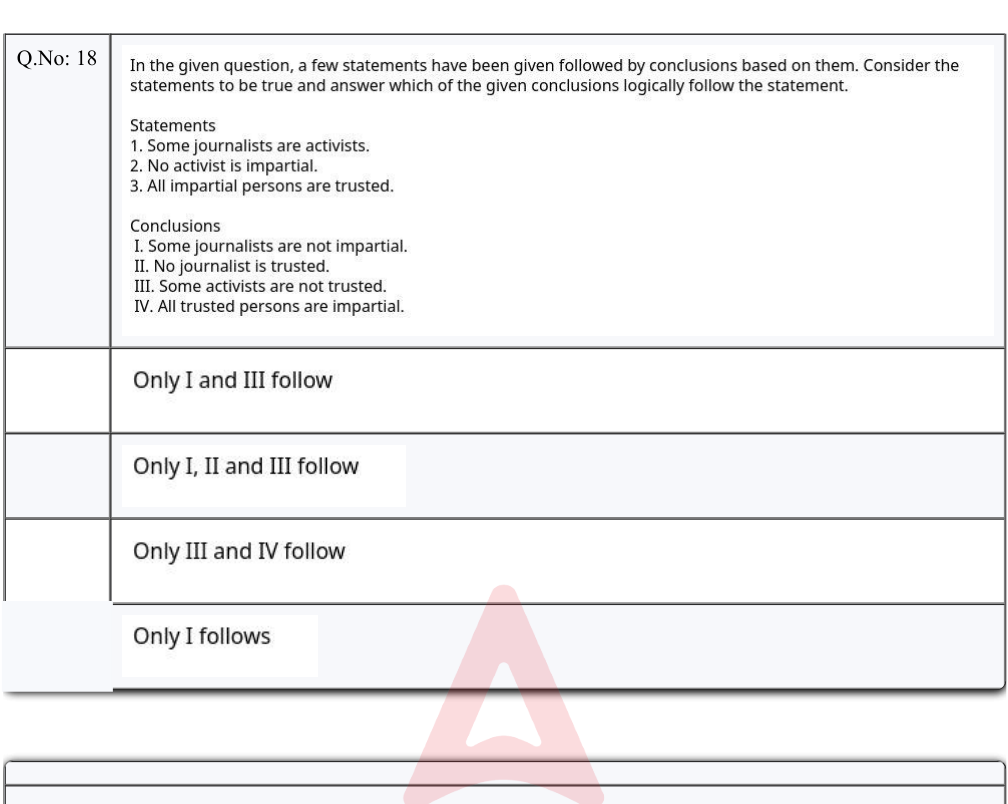 Q.No: 18
In the given question, a few statements have been given followed by conclusions based on them. Consider the
statements to be true and answer which of the given conclusions logically follow the statement.
Statements
1. Some journalists are activists.
2. No activist is impartial.
3. All impartial persons are trusted.
Conclusions
I. Some journalists are not impartial.
II. No journalist is trusted.
III. Some activists are not trusted.
IV. All trusted persons are impartial.
Only I and III follow
Only I, II and III follow
Only III and IV follow
Only I follows